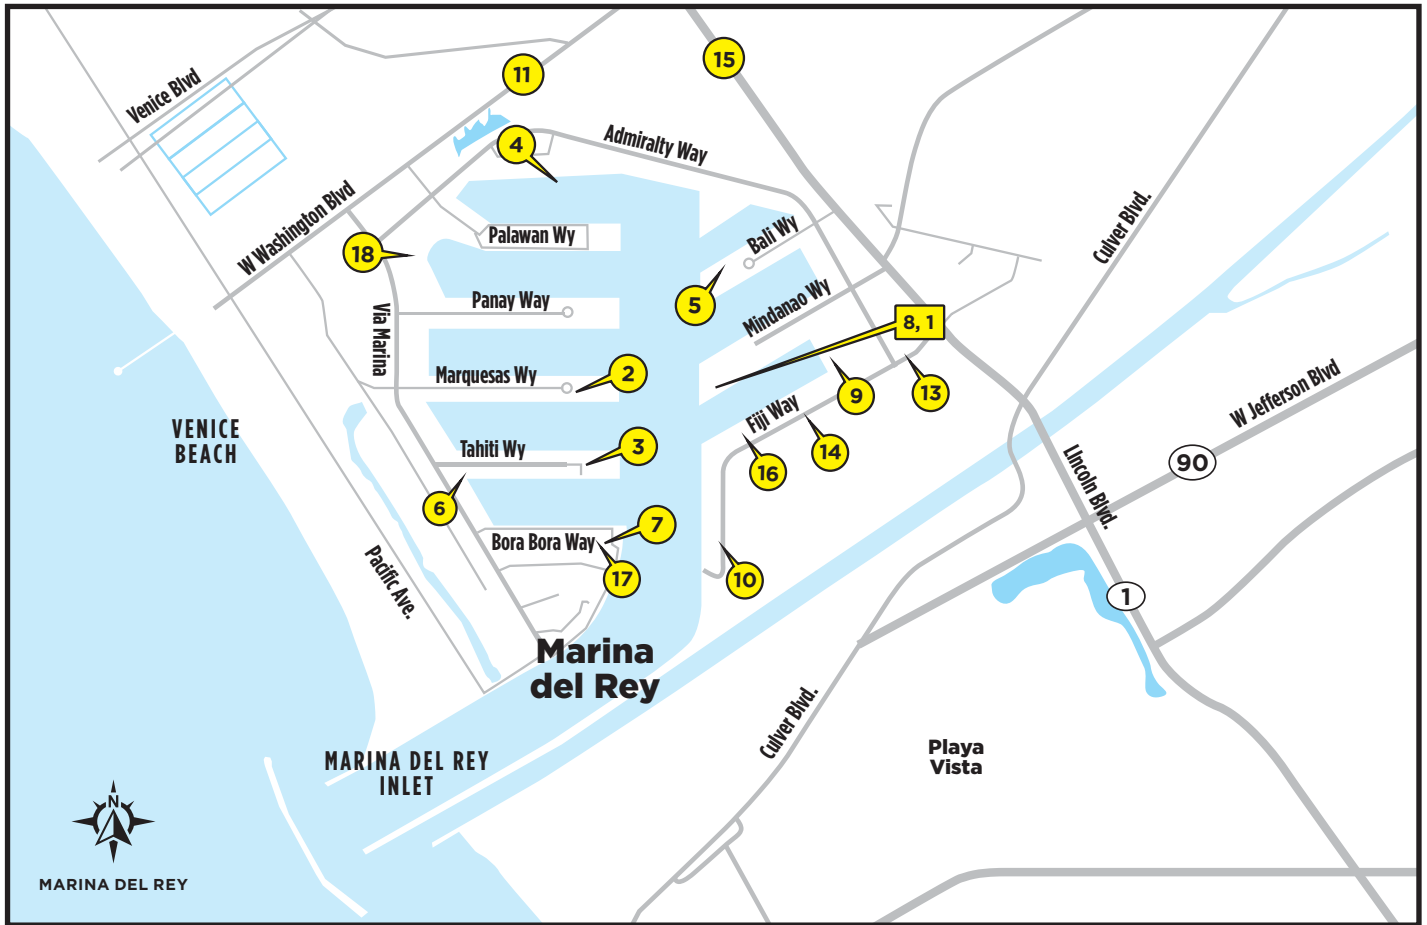 15
11
Venice Blvd
4
Admiralty Way
W Washington Blvd
Palawan Wy
Bali Wy
Culver Blvd.
18
5
Panay Way
Mindanao Wy
Via Marina
8, 1
Marquesas Wy
2
9
13
W Jefferson Blvd
Fiji Way
VENICE
BEACH
Tahiti Wy
3
14
16
90
LIncoln Blvd.
6
7
Bora Bora Way
17
10
Pacific Ave.
1
Marina
del Rey
Culver Blvd.
MARINA DEL REY
INLET
Playa
Vista
N
MARINA DEL REY